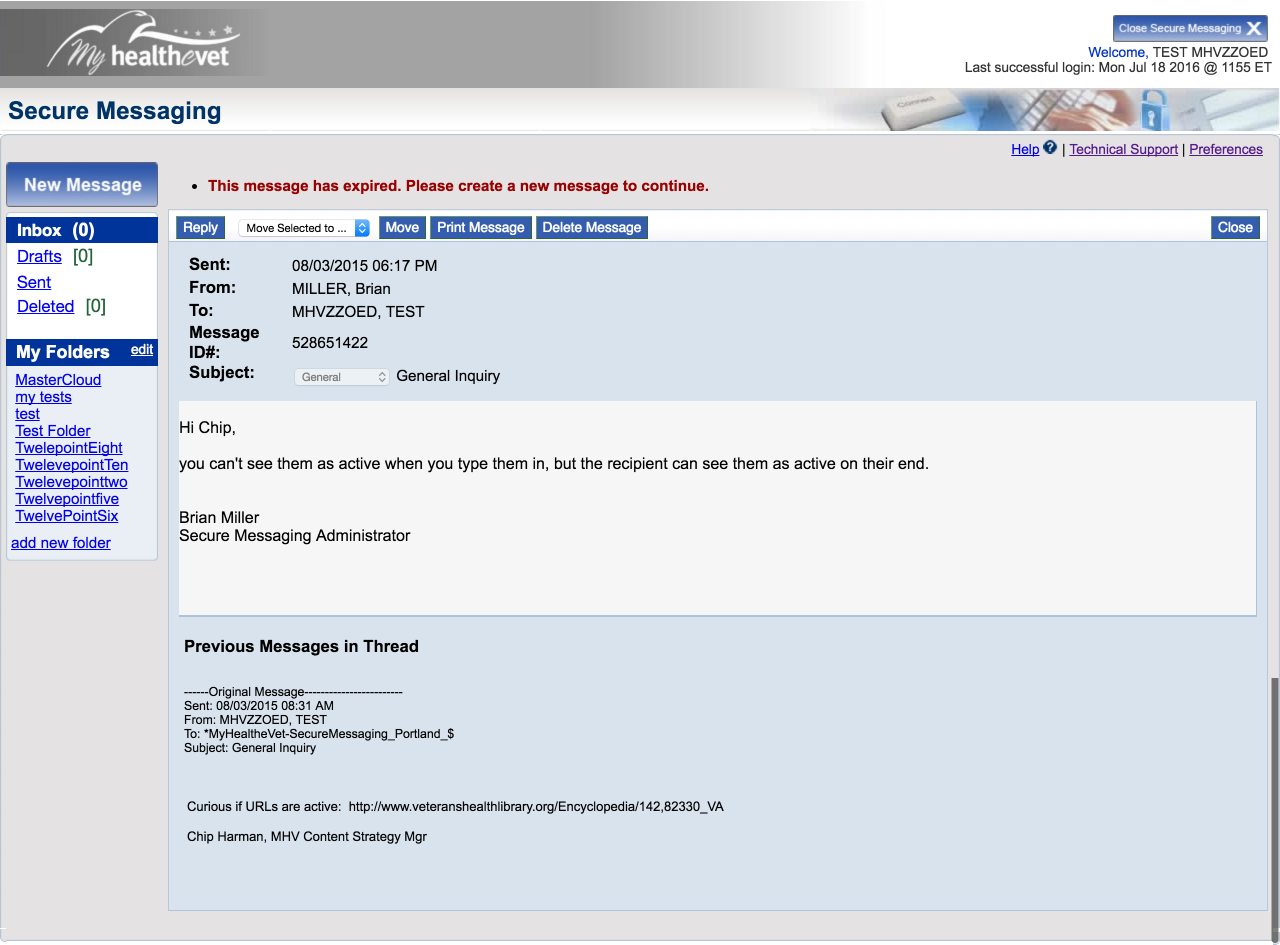 My healthevet
Close Secure Messaging X
Welcome, TEST MHVZZOED
Last successful login: Mon Jul 18 2016 @ 1155 ET
Secure Messaging
Connect
Help ? | Technical Support | Preferences
New Message
This message has expired. Please create a new message to continue.
Inbox (0)
Drafts [0]
Sent
Deleted [0]
My Folders edit
MasterCloud
my tests
test
Test Folder
TwelepointEight
TwelevepointTen
Twelevepointtwo
Twelvepointfive
TwelvePointSix
add new folder
Reply Move Selected to ... Move Print Message Delete Message Close
Sent: 08/03/2015 06:17 PM
From: MILLER, Brian
To: MHVZZOED, TEST
Message
ID#: 528651422
Subject: General General Inquiry
Hi Chip,
you can't see them as active when you type them in, but the recipient can see them as active on their end.
Brian Miller
Secure Messaging Administrator
Previous Messages in Thread
------Original Message------------------------
Sent: 08/03/2015 08:31 AM
From: MHVZZOED, TEST
To: *MyHealtheVet-SecureMessaging_Portland_$
Subject: General Inquiry
Curious if URLs are active:  http://www.veteranshealthlibrary.org/Encyclopedia/142,82330_VA
Chip Harman, MHV Content Strategy Mgr